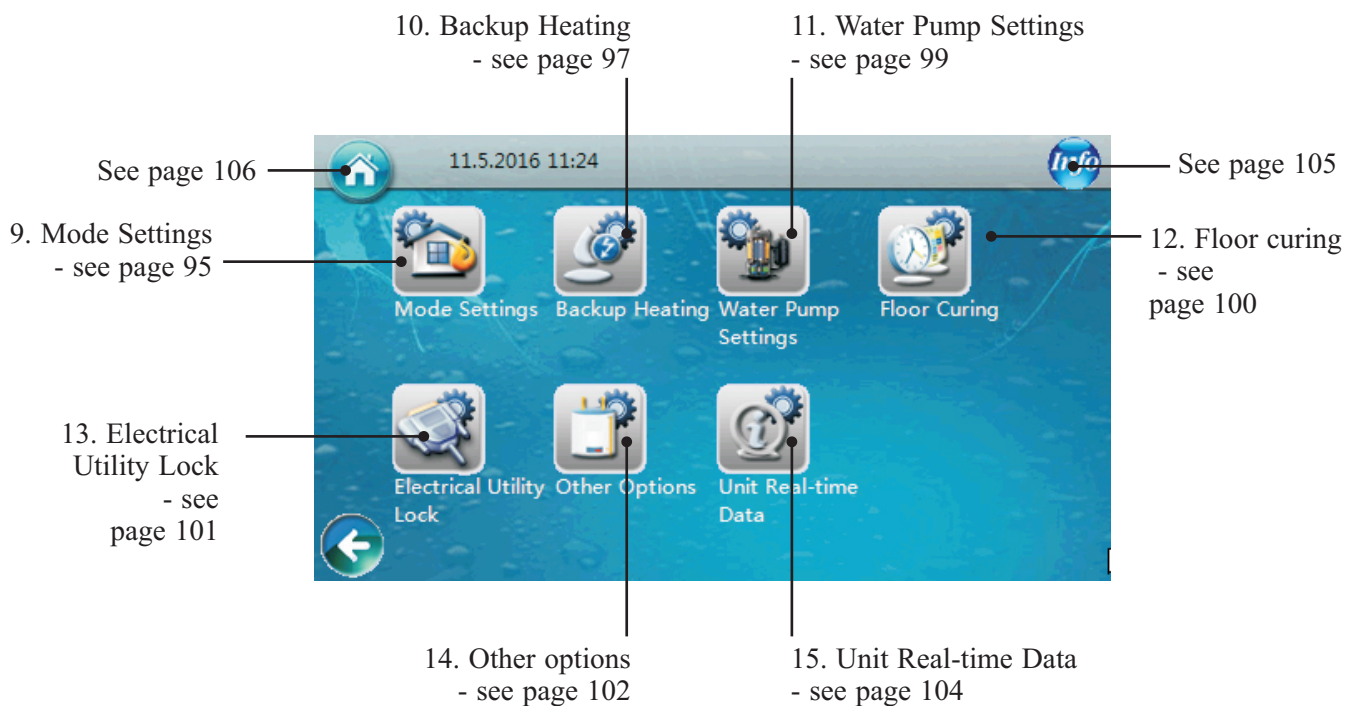 10. Backup Heating
- see page 97
11. Water Pump Settings
- see page 99
See page 106
11.5.2016 11:24
Info
See page 105
9. Mode Settings
- see page 95
12. Floor curing
- see
page 100
Mode Settings
Backup Heating
Water Pump
Settings
Floor Curing
13. Electrical
Utility Lock
- see
page 101
Electrical Utility
Lock
Other Options
Unit Real-time
Data
14. Other options
- see page 102
15. Unit Real-time Data
- see page 104